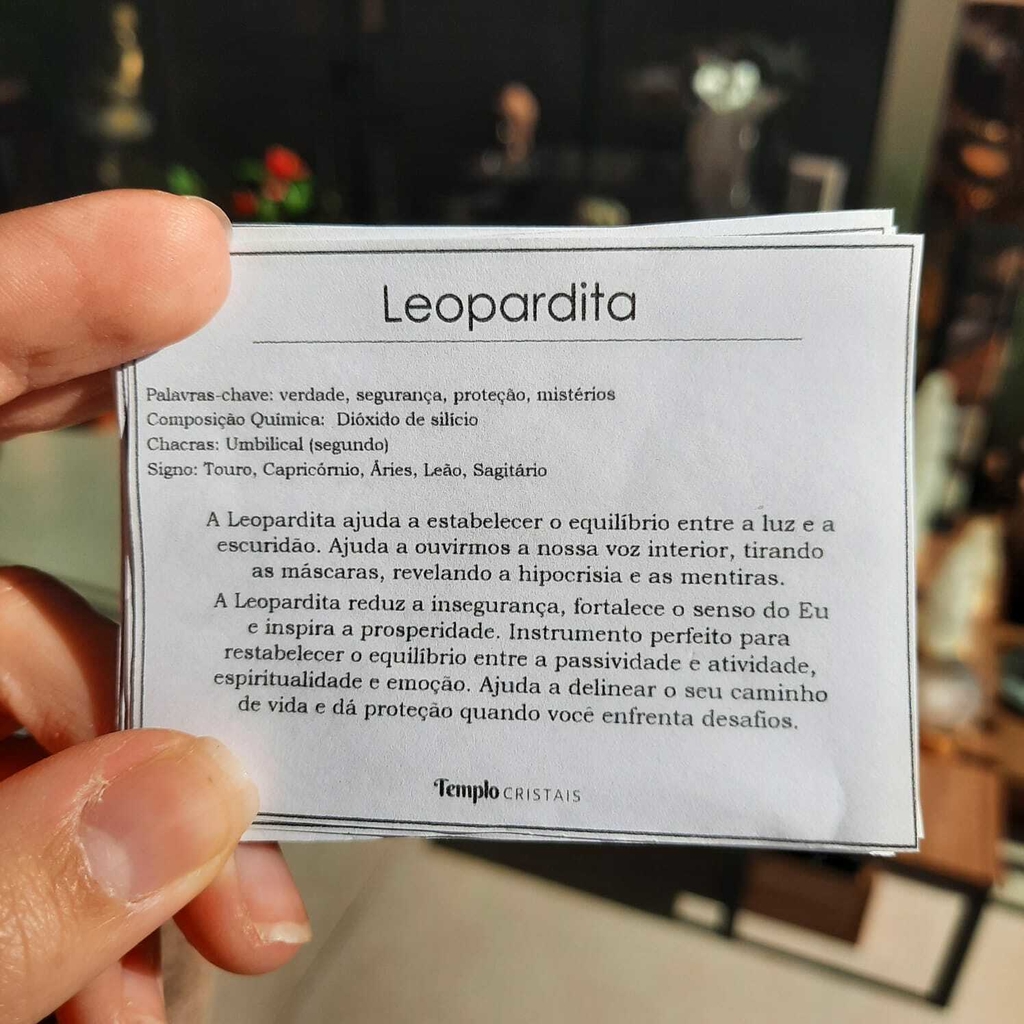 Leopardita
Palavras-chave: verdade, segurança, proteção, mistérios
Composição Química: Dióxido de silício
Chacras: Umbilical (segundo)
Signo: Touro, Capricórnio, Áries, Leão, Sagitário
A Leopardita ajuda a estabelecer o equilíbrio entre a luz e a
escuridão. Ajuda a ouvirmos a nossa voz interior, tirando
as máscaras, revelando a hipocrisia e as mentiras.
A Leopardita reduz a insegurança, fortalece o senso do Eu
e inspira a prosperidade. Instrumento perfeito para
restabelecer o equilíbrio entre a passividade e atividade,
espiritualidade e emoção. Ajuda a delinear o seu caminho
de vida e dá proteção quando você enfrenta desafios.
Templo CRISTAIS